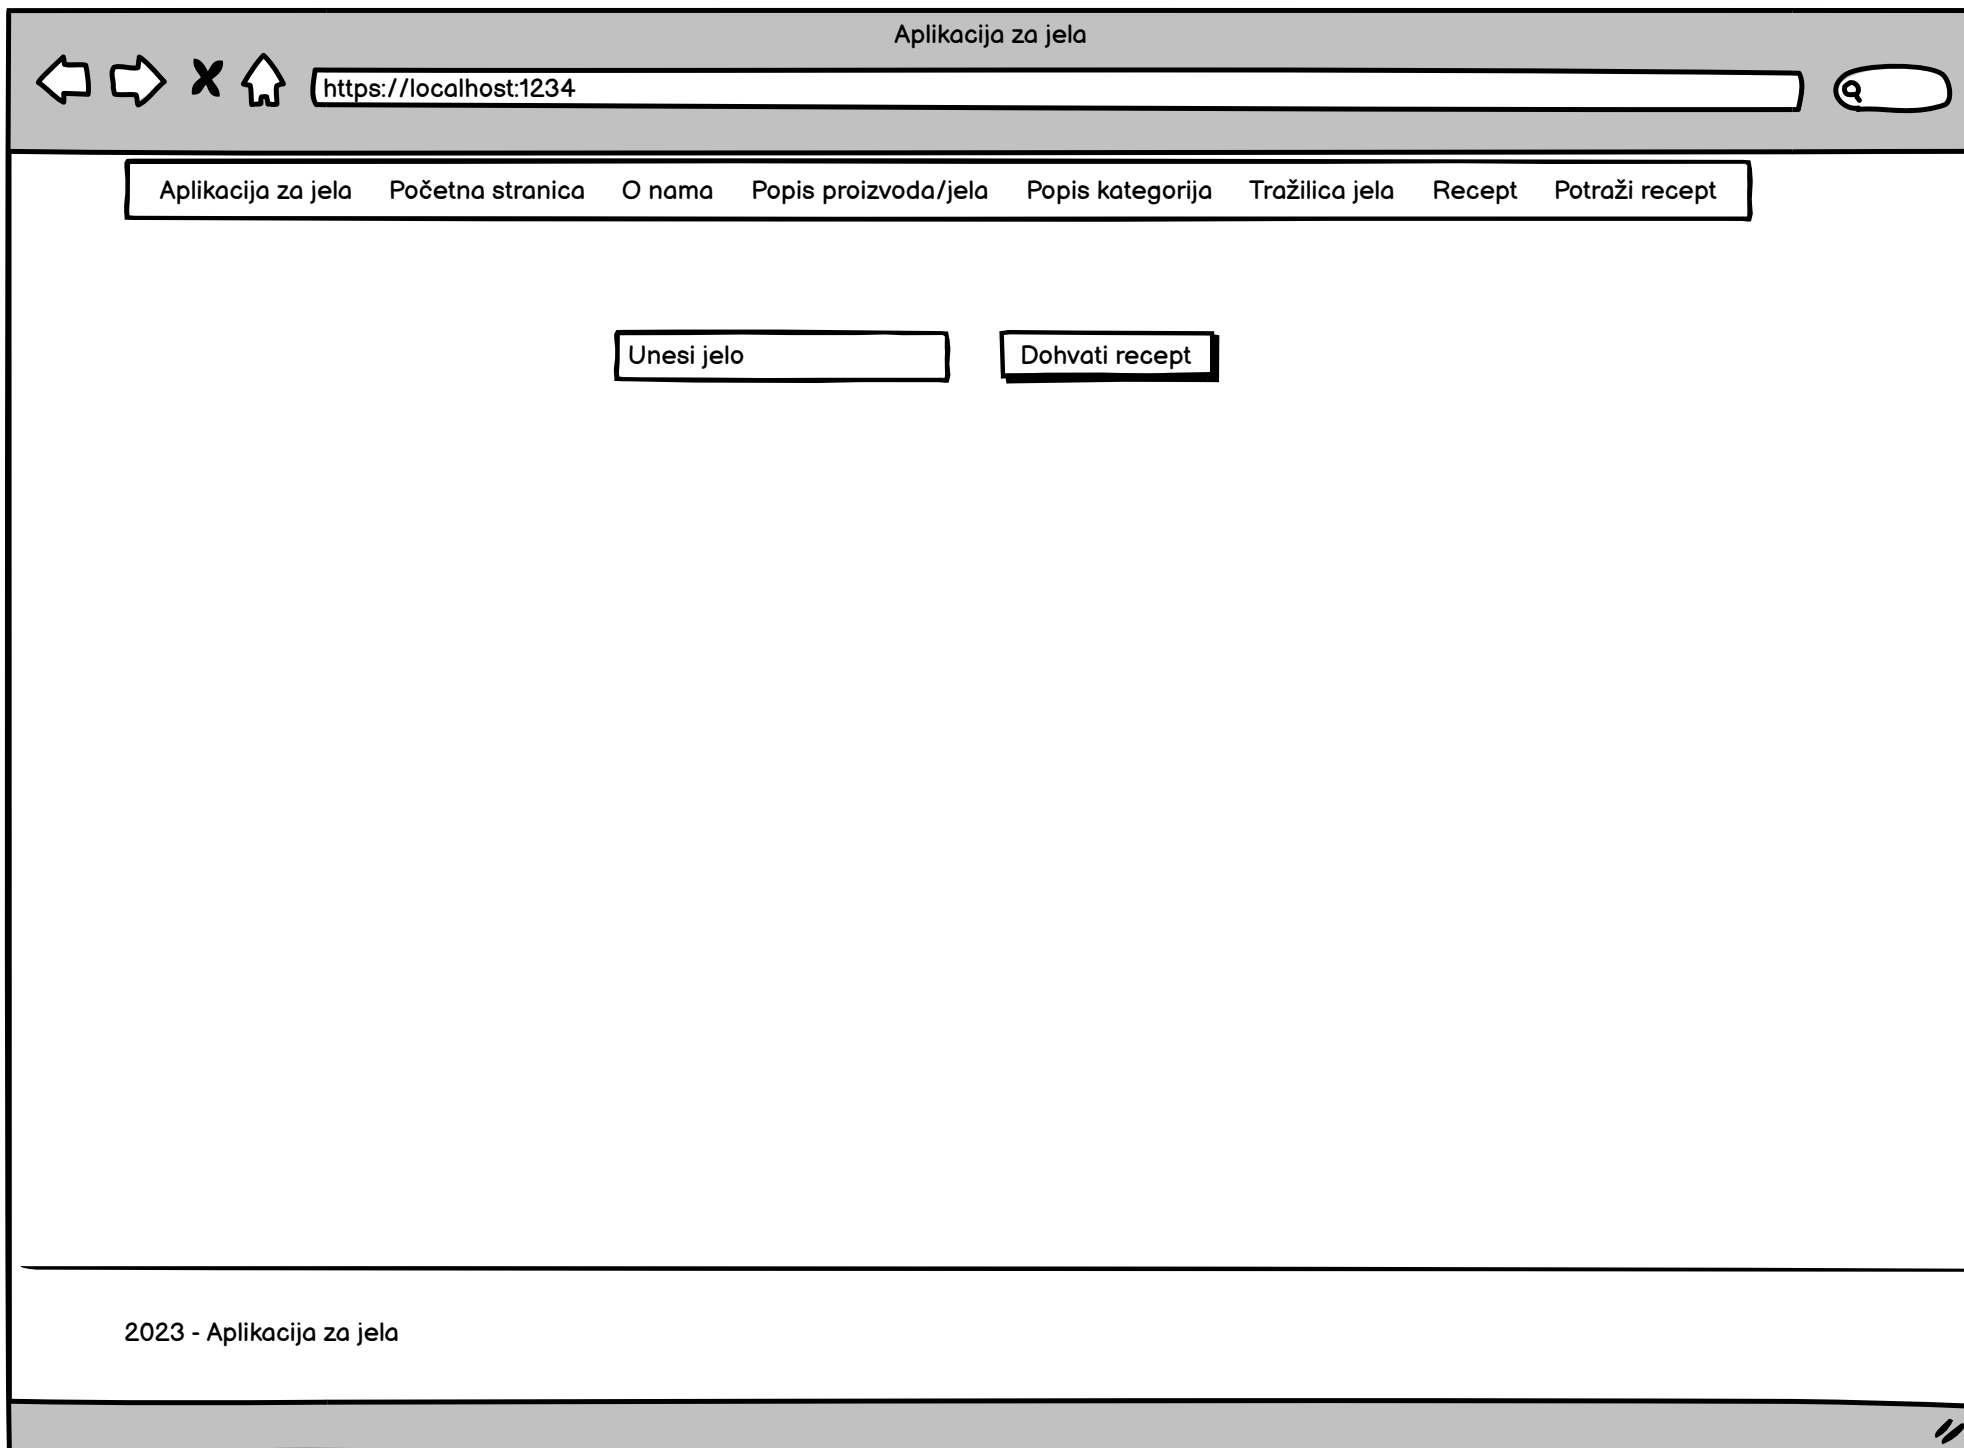 Aplikacija za jela
https://localhost:1234
Aplikacija za jela Početna stranica O nama Popis proizvoda/jela Popis kategorija Tražilica jela Recept Potraži recept
Unesi jelo Dohvati recept
2023 - Aplikacija za jela